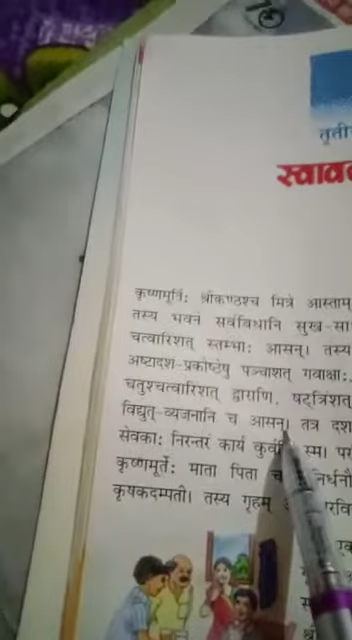 तृती
स्वाव
कृष्णमूर्तिः श्रीकण्ठश्च मित्रे आस्ताम्
तस्य भवने सर्वविधानि सुख-सा
चत्वारिंशत् स्तम्भाः आसन्। तस्य
अष्टादश-प्रकोष्ठेषु पञ्चाशत् गवाक्षाः,
चतुश्चत्वारिंशत् द्वाराणि, षट्त्रिंशत्
विद्युत्-व्यजनानि च आसन्। तत्र दश
सेवकाः निरन्तरं कार्यं स्म। पर
कृष्णमूर्तेः माता पिता च निर्धनौ
कृषकदम्पती। तस्य गृहम्